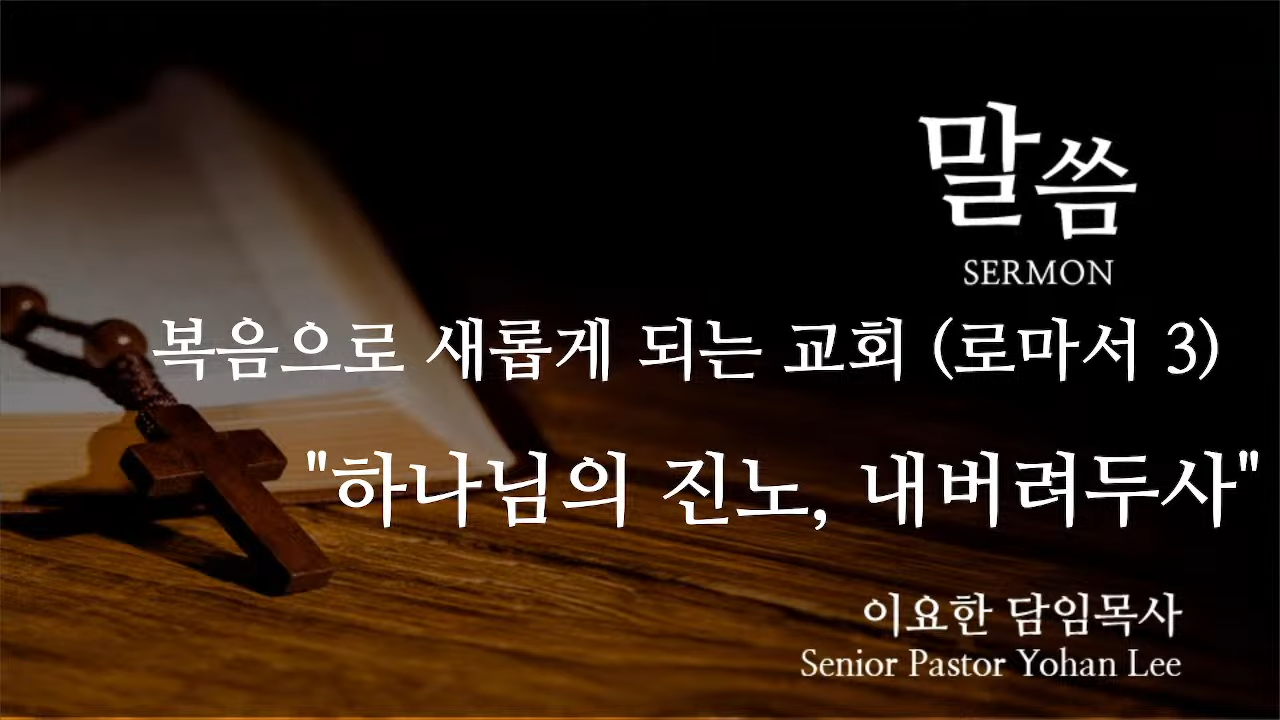 말씀
SERMON
복음으로 새롭게 되는 교회 (로마서 3)
"하나님의 진노, 내버려두사"
이요한 담임목사
Senior Pastor Yohan Lee